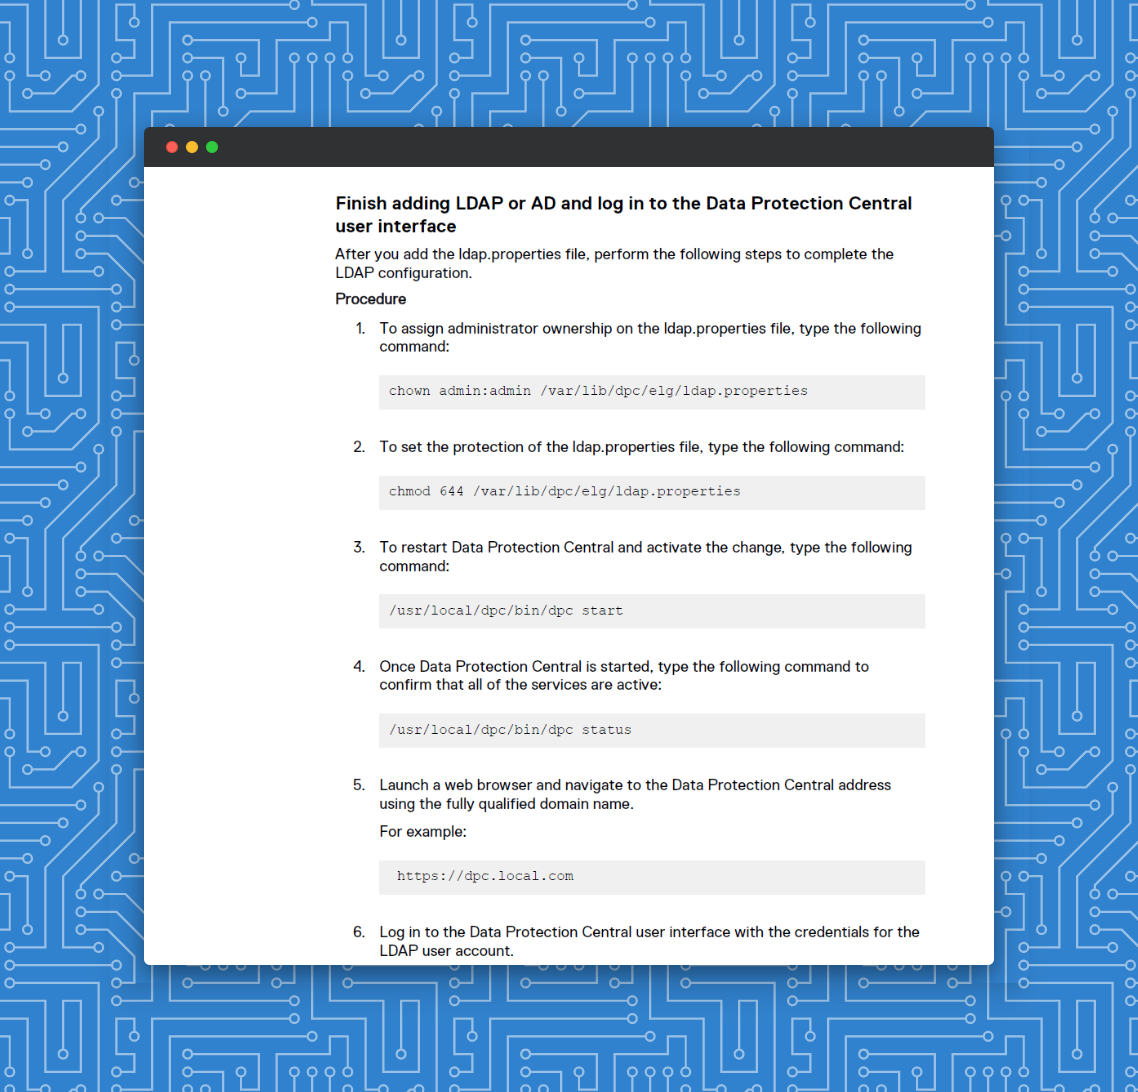 Finish adding LDAP or AD and log in to the Data Protection Central
user interface
After you add the ldap.properties file, perform the following steps to complete the
LDAP configuration.
Procedure
1. To assign administrator ownership on the ldap.properties file, type the following
command:
chown admin:admin /var/lib/dpc/elg/ldap.properties
2. To set the protection of the ldap.properties file, type the following command:
chmod 644 /var/lib/dpc/elg/ldap.properties
3. To restart Data Protection Central and activate the change, type the following
command:
/usr/local/dpc/bin/dpc start
4. Once Data Protection Central is started, type the following command to
confirm that all of the services are active:
/usr/local/dpc/bin/dpc status
5. Launch a web browser and navigate to the Data Protection Central address
using the fully qualified domain name.
For example:
https://dpc.local.com
6. Log in to the Data Protection Central user interface with the credentials for the
LDAP user account.